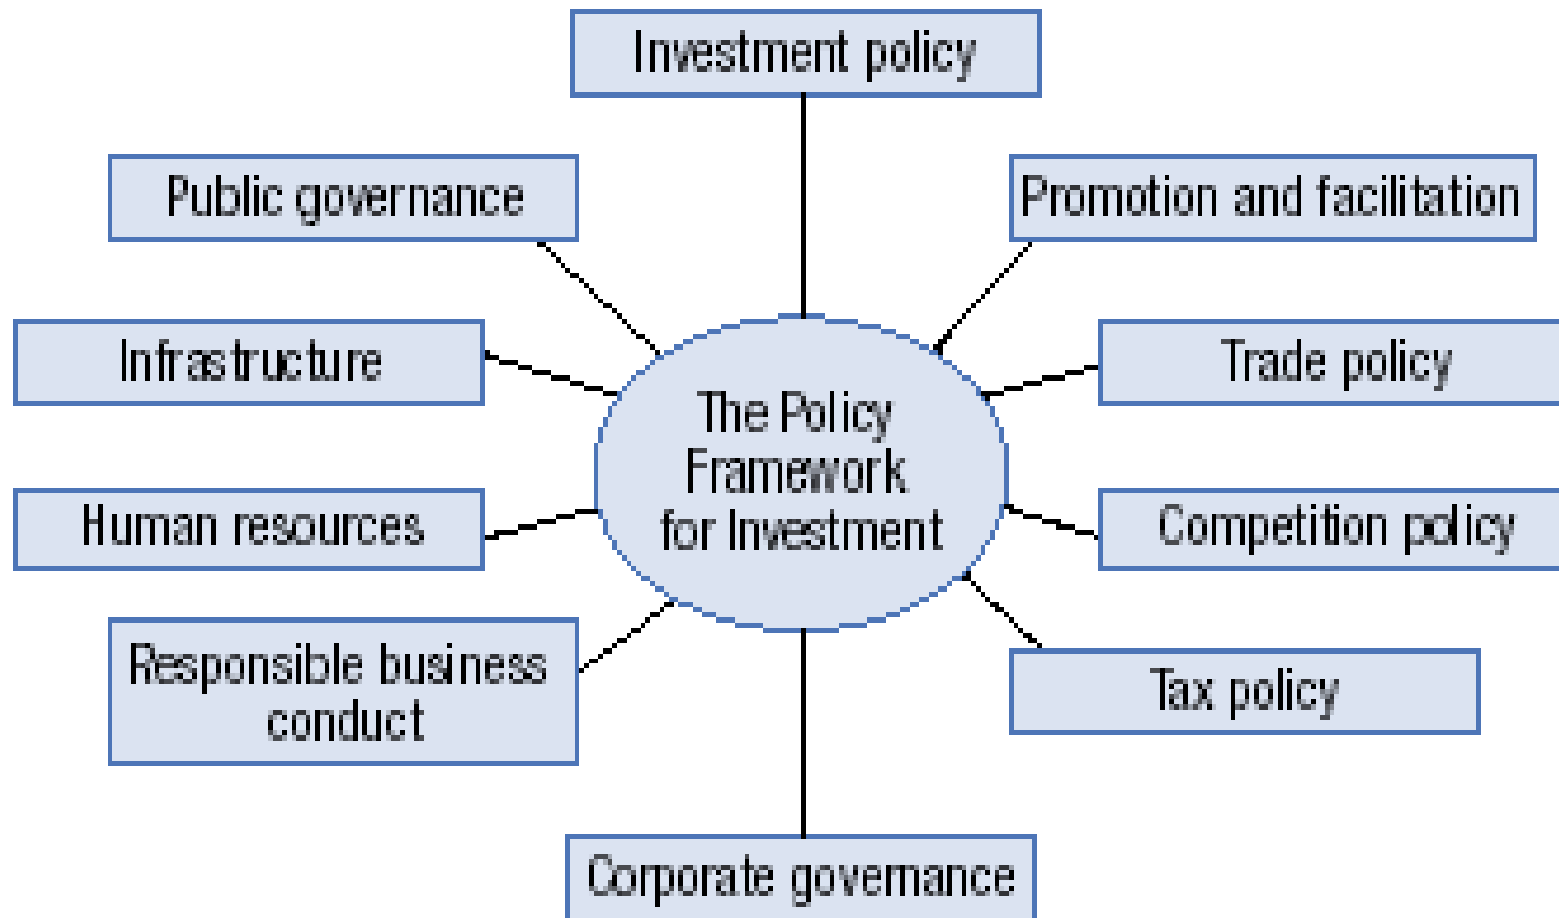 Investment policy
Public governance
Promotion and facilitation
Infrastructure
Trade policy
The Policy
Framework
for Investment
Human resources
Competition policy
Responsible business
conduct
Tax policy
Corporate governance